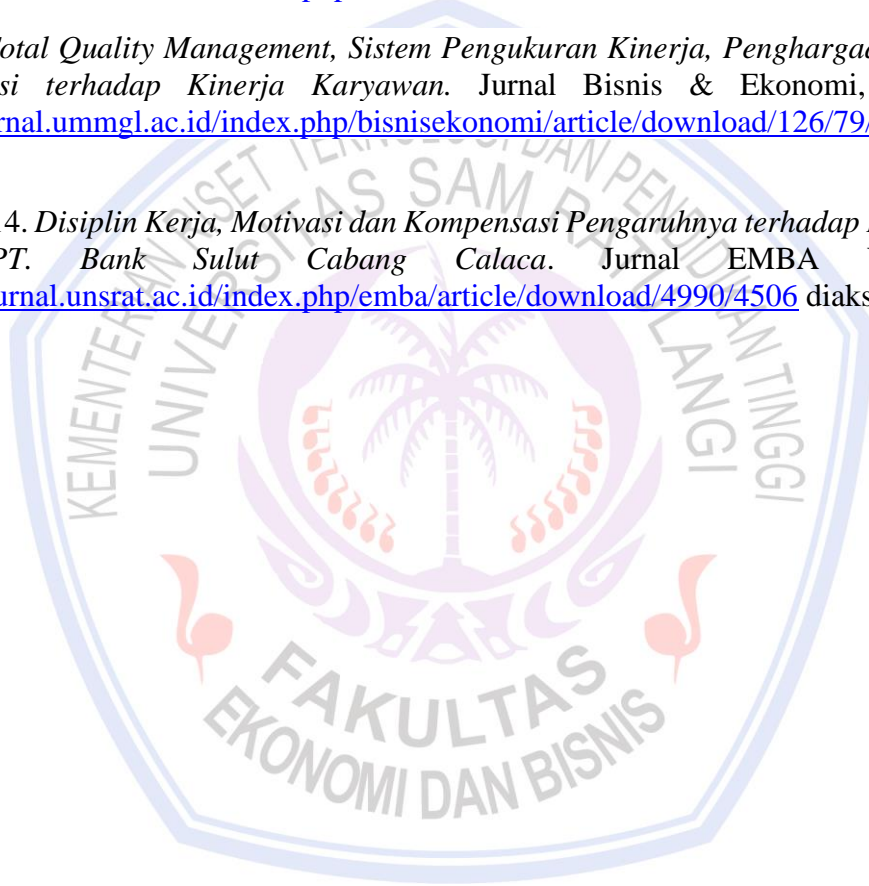 otal Quality Management, Sistem Pengukuran Kinerja, Penghargaa
si terhadap Kinerja Karyawan. Jurnal Bisnis & Ekonomi,
rnal.ummgl.ac.id/index.php/bisnisekonomi/article/download/126/79/
14. Disiplin Kerja, Motivasi dan Kompensasi Pengaruhnya terhadap
PT. Bank Sulut Cabang Calaca. Jurnal EMBA
urnal.unsrat.ac.id/index.php/emba/article/download/4990/4506 diaks
KEMENTERIAN RISET TEKNOLOGI DAN PENDIDIKAN TINGGI
UNIVERSITAS SAM RATULANGI
FAKULTAS
EKONOMI DAN BISNIS